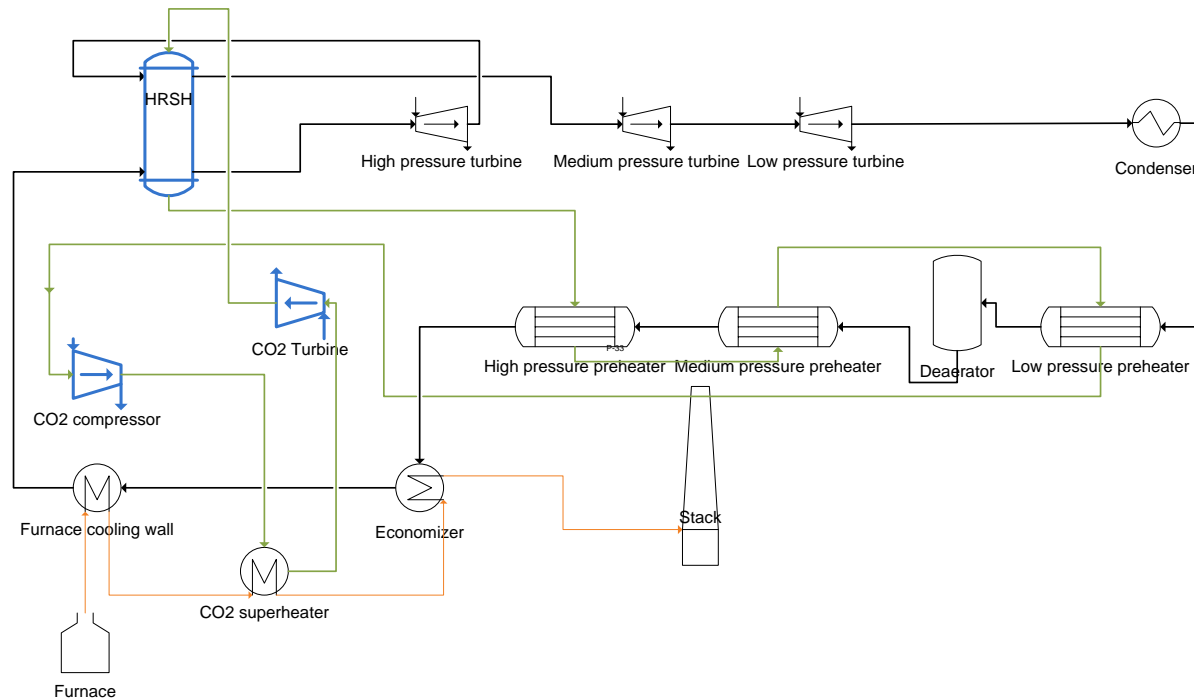 HRSH
High pressure turbine
Medium pressure turbine
Low pressure turbine
Condenser
CO2 Turbine
P-33
High pressure preheater
Medium pressure preheater
Deaerator
Low pressure preheater
CO2 compressor
Stack
Furnace cooling wall
Economizer
CO2 superheater
Furnace